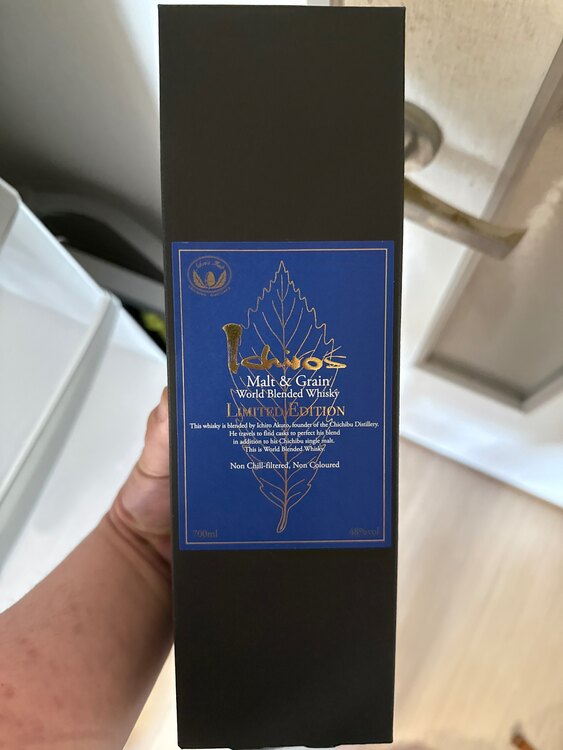 Ichiro's
Malt & Grain
World Blended Whisky
LIMITED EDITION
This whisky is blended by Ichiro Akuto, founder of the Chichibu Distillery.
He travels to find casks to perfect his blend
in addition to his Chichibu single malt.
This is World Blended Whisky.
Non Chill-filtered, Non Coloured
700ml
48%vol